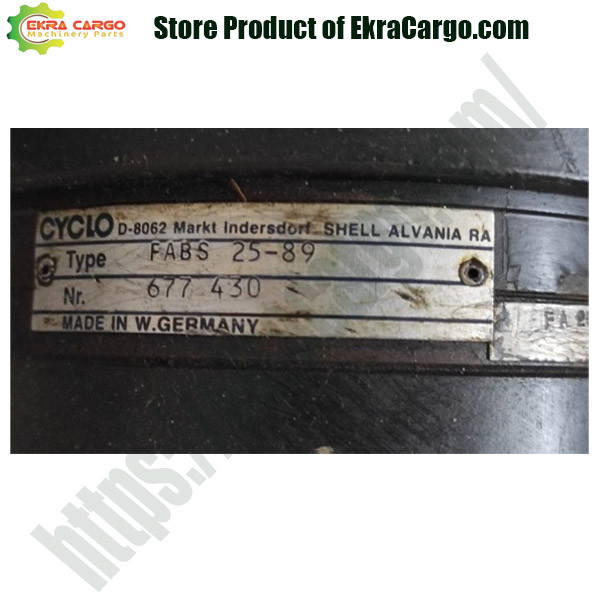 EKRA CARGO
Machinery Parts
Store Product of EkraCargo.com
CYCLO D-8062 Markt Indersdorf SHELL ALVANIA RA
Type FABS 25-89
Nr. 677 430
MADE IN W.GERMANY
FA